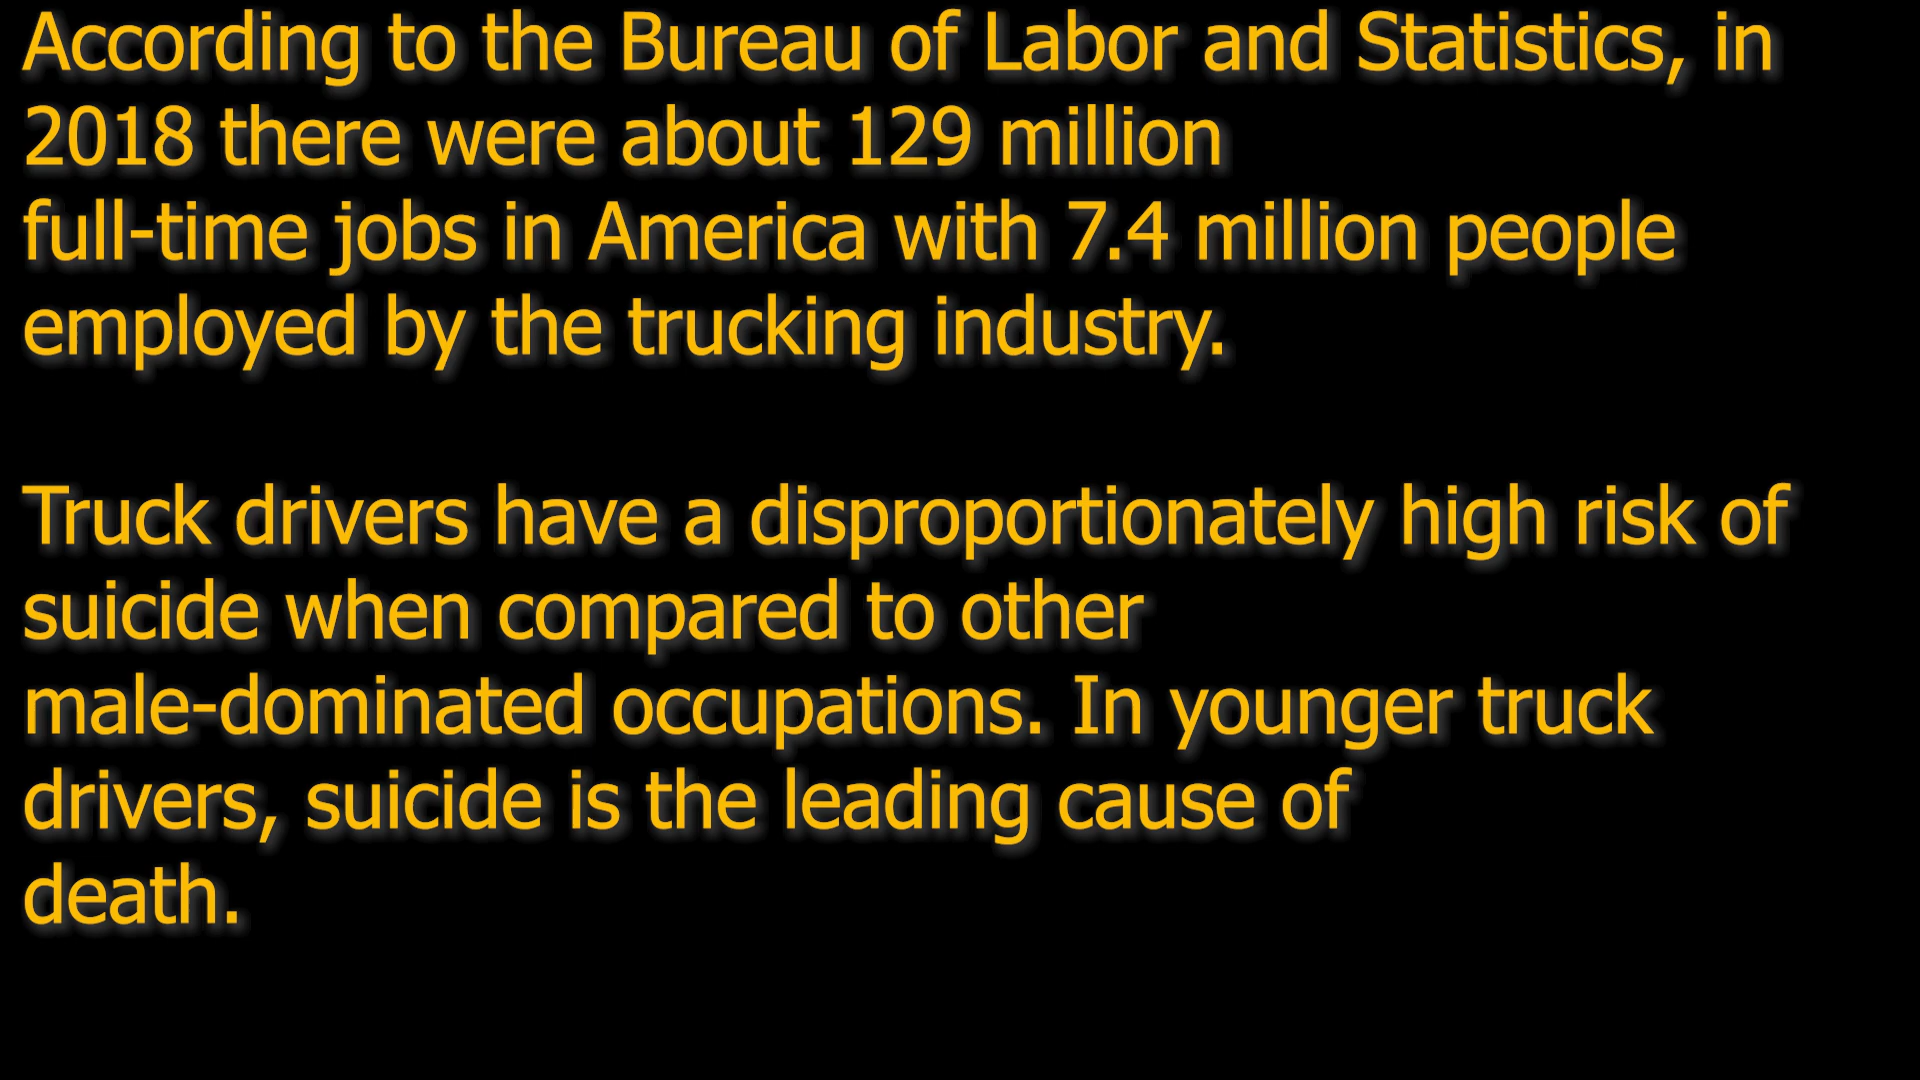 According to the Bureau of Labor and Statistics, in
2018 there were about 129 million
full-time jobs in America with 7.4 million people
employed by the trucking industry.
Truck drivers have a disproportionately high risk of
suicide when compared to other
male-dominated occupations. In younger truck
drivers, suicide is the leading cause of
death.